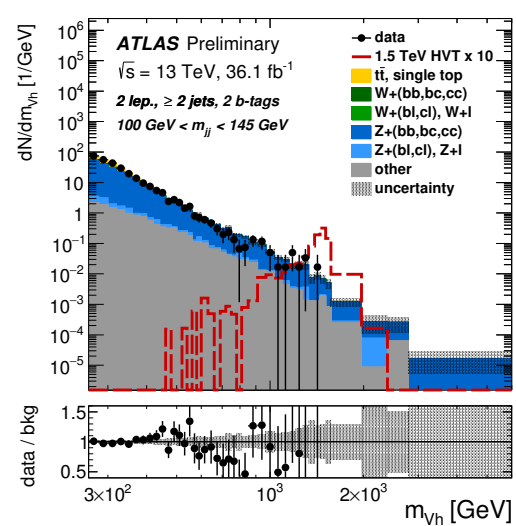 dN/dm_Vh [1/GeV]
10^6
10^5
10^4
10^3
10^2
10
1
10^−1
10^−2
10^−3
10^−4
10^−5
ATLAS Preliminary
√s = 13 TeV, 36.1 fb^-1
2 lep., ≥ 2 jets, 2 b-tags
100 GeV < m_jj < 145 GeV
data
1.5 TeV HVT x 10
tt̄, single top
W+(bb,bc,cc)
W+(bl,cl), W+l
Z+(bb,bc,cc)
Z+(bl,cl), Z+l
other
uncertainty
data / bkg
1.5
1
0.5
3×10^2
10^3
2×10^3
m_Vh [GeV]